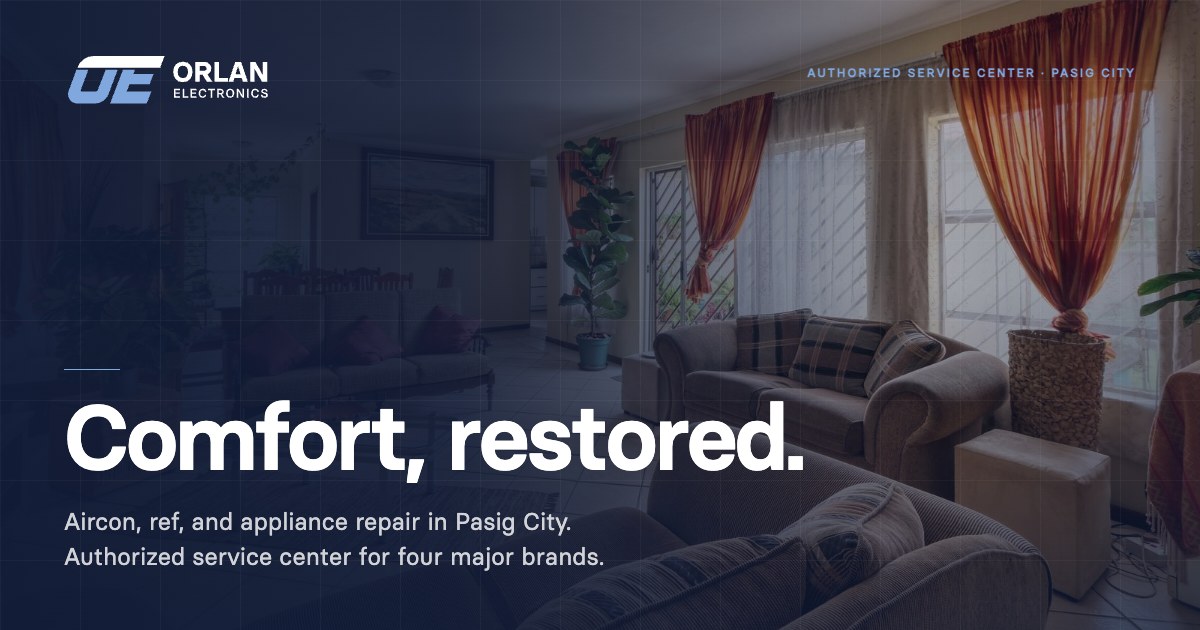 OE ORLAN
ELECTRONICS
AUTHORIZED SERVICE CENTER · PASIG CITY
Comfort, restored.
Aircon, ref, and appliance repair in Pasig City.
Authorized service center for four major brands.